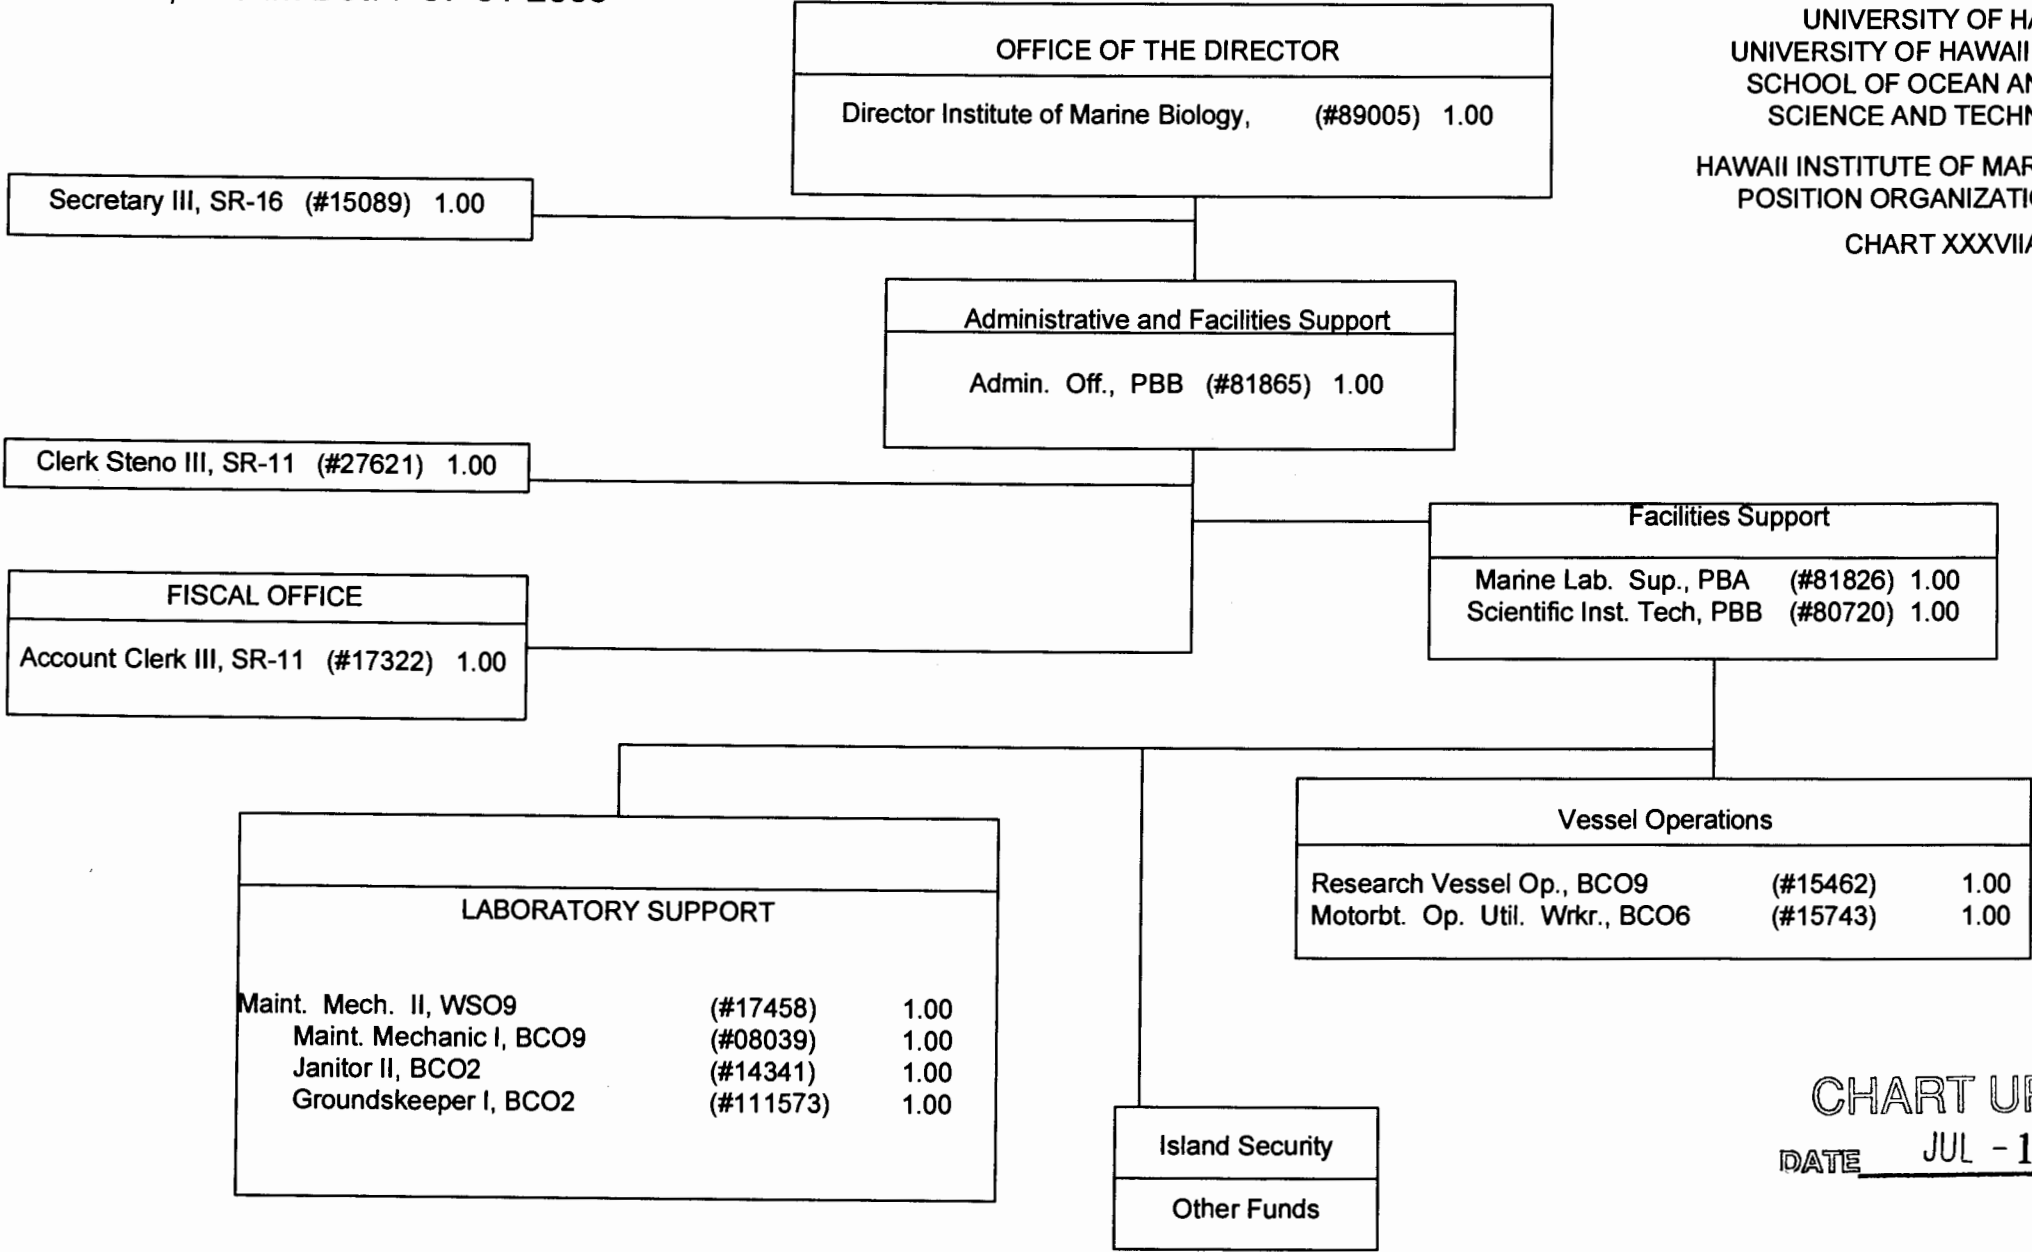 OFFICE OF THE DIRECTOR
Director Institute of Marine Biology, (#89005) 1.00
UNIVERSITY OF
UNIVERSITY OF HAWAII
SCHOOL OF OCEAN
SCIENCE AND
HAWAII INSTITUTE OF
POSITION
CHART
Secretary III, SR-16 (#15089) 1.00
Administrative and Facilities Support
Admin. Off., PBB (#81865) 1.00
Clerk Steno III, SR-11 (#27621) 1.00
Facilities Support
Marine Lab. Sup., PBA (#81826) 1.00
Scientific Inst. Tech, PBB (#80720) 1.00
FISCAL OFFICE
Account Clerk III, SR-11 (#17322) 1.00
Vessel Operations
Research Vessel Op., BCO9 (#15462) 1.00
Motorbt. Op. Util. Wrkr., BCO6 (#15743) 1.00
LABORATORY SUPPORT
Maint. Mech. II, WSO9 (#17458) 1.00
Maint. Mechanic I, BCO9 (#08039) 1.00
Janitor II, BCO2 (#14341) 1.00
Groundskeeper I, BCO2 (#111573) 1.00
Island Security
Other Funds
CHART
DATE JUL - 1